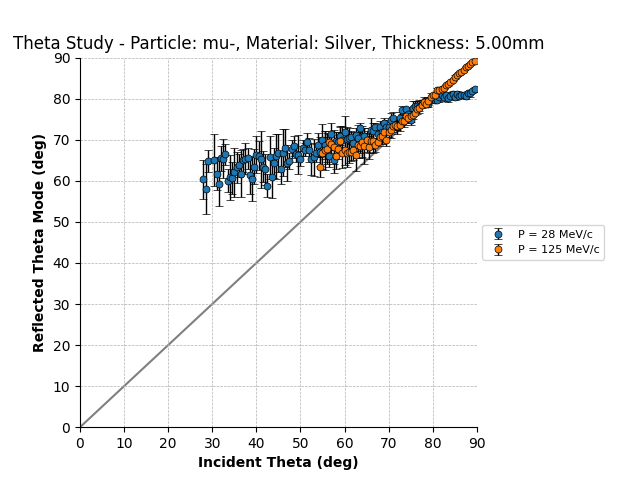 Theta Study - Particle: mu-, Material: Silver, Thickness: 5.00mm
90
80
70
60
50
40
30
20
10
0
Reflected Theta Mode (deg)
0 10 20 30 40 50 60 70 80 90
Incident Theta (deg)
P = 28 MeV/c
P = 125 MeV/c